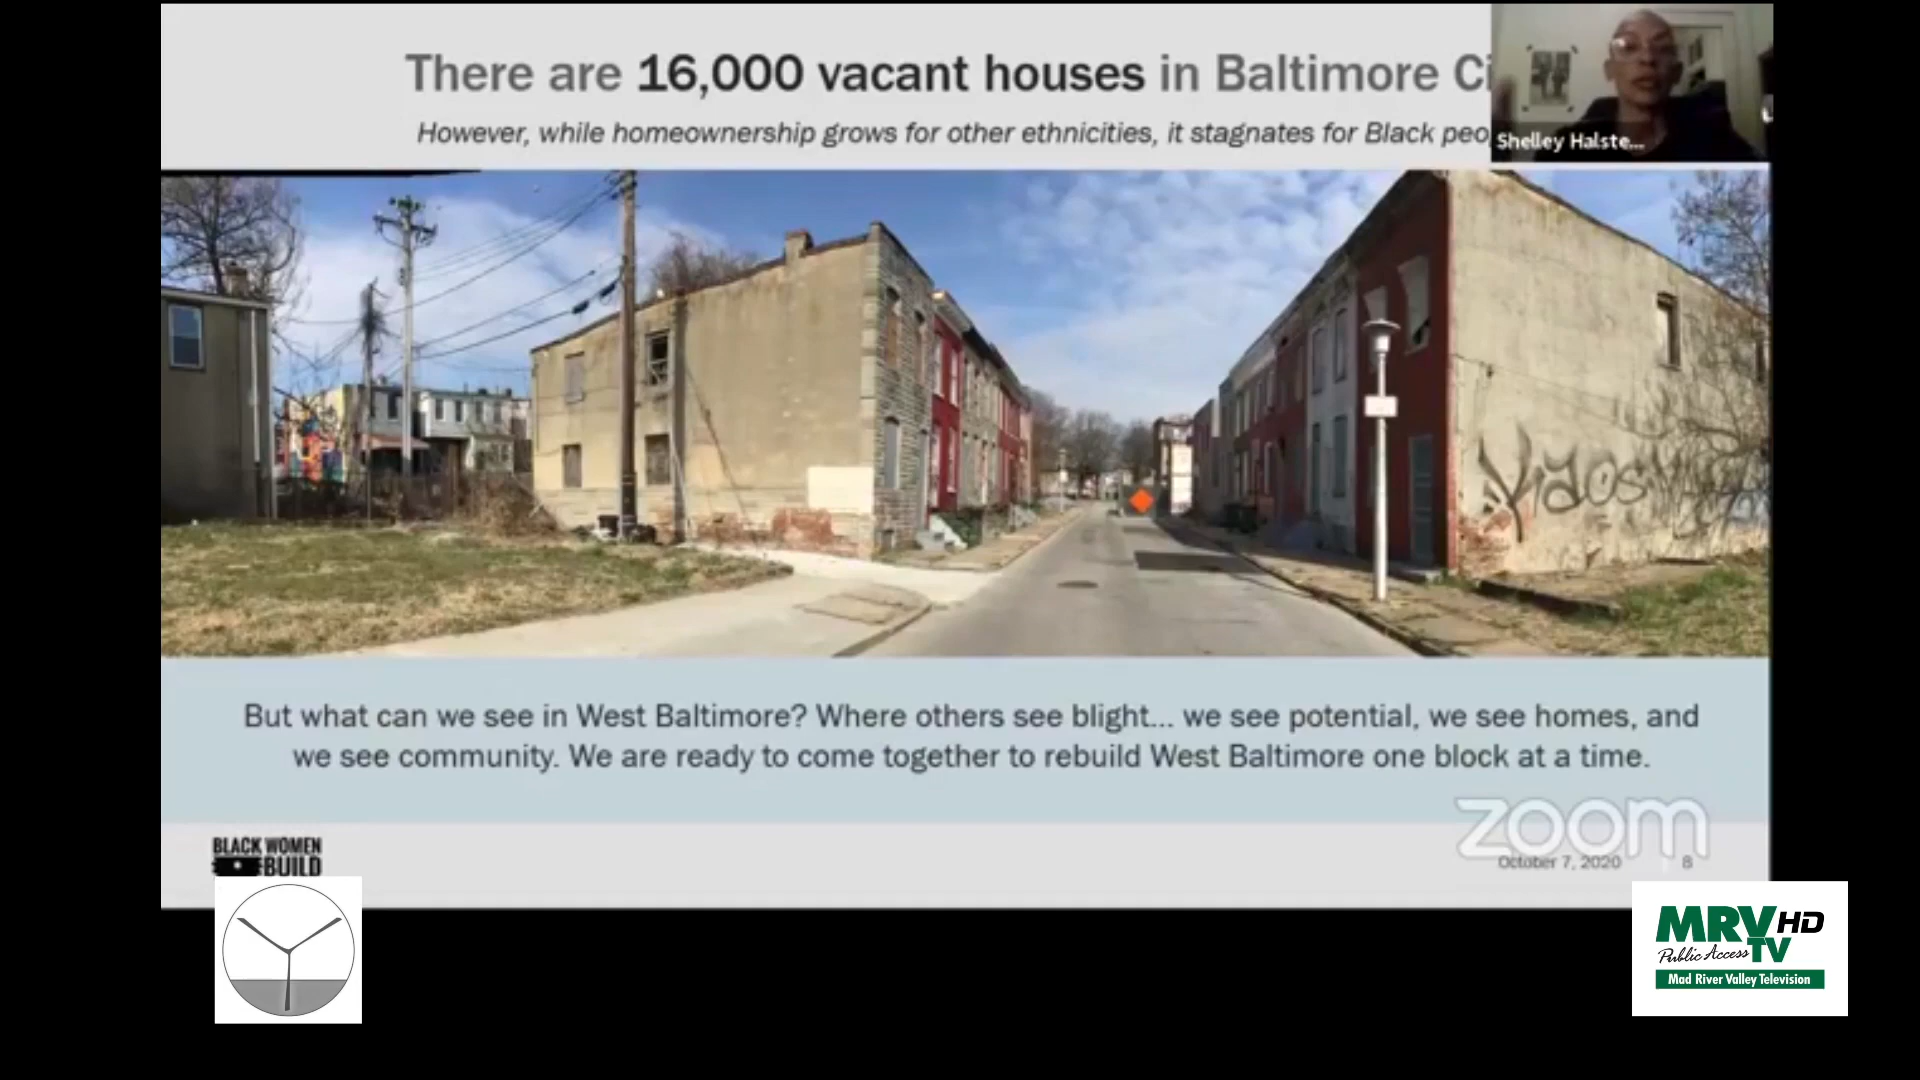 There are 16,000 vacant houses in Baltimore Ci
However, while homeownership grows for other ethnicities, it stagnates for Black peo
Shelley Halste...
Kaos
But what can we see in West Baltimore? Where others see blight... we see potential, we see homes, and
we see community. We are ready to come together to rebuild West Baltimore one block at a time.
zoom
BLACK WOMEN
BUILD
October 7, 2020
8
MRV HD
Public Access TV
Mad River Valley Television